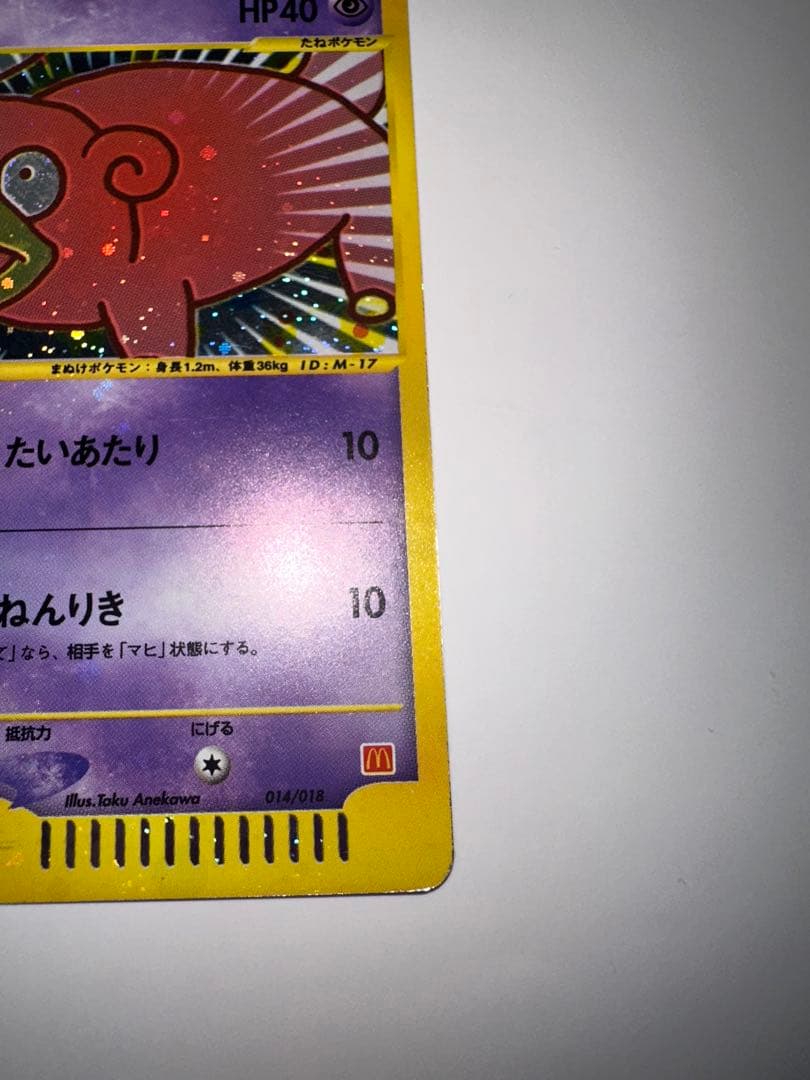 HP40
たねポケモン
まぬけポケモン：身長1.2m、体重36kg ID：M-17
たいあたり 10
ねんりき 10
て」なら、相手を「マヒ」状態にする。
抵抗力 にげる
Illus.Taku Anekawa 014/018